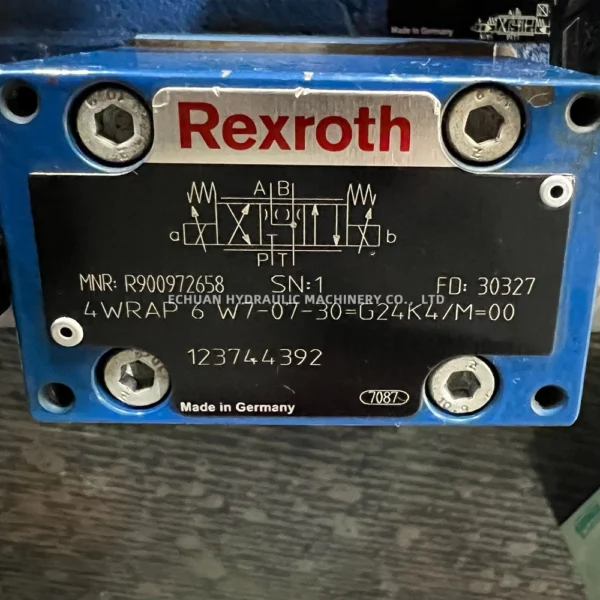 Made in Germany
Rexroth
A B
a b
P T
MNR: R900972658 SN:1 FD: 30327
ECHUAN HYDRAULIC MACHINERY CO., LTD
4WRAP 6 W7-07-30=G24K4/M=00
123744392
Made in Germany
7087